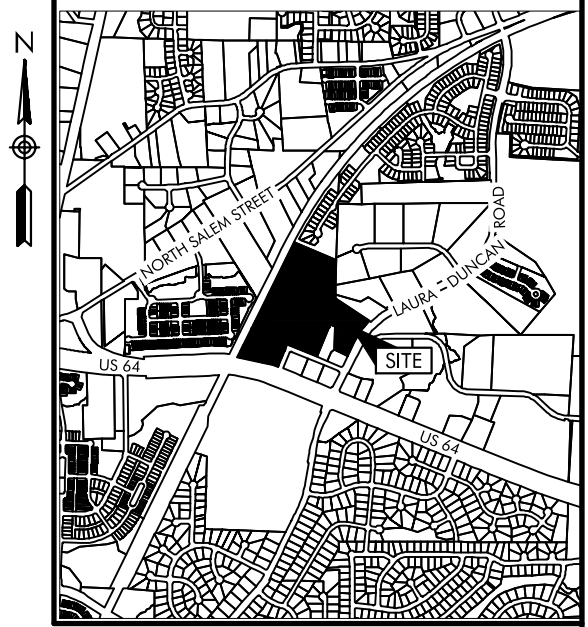 N
NORTH SALEM STREET
LAURA - DUNCAN ROAD
US 64
SITE
US 64